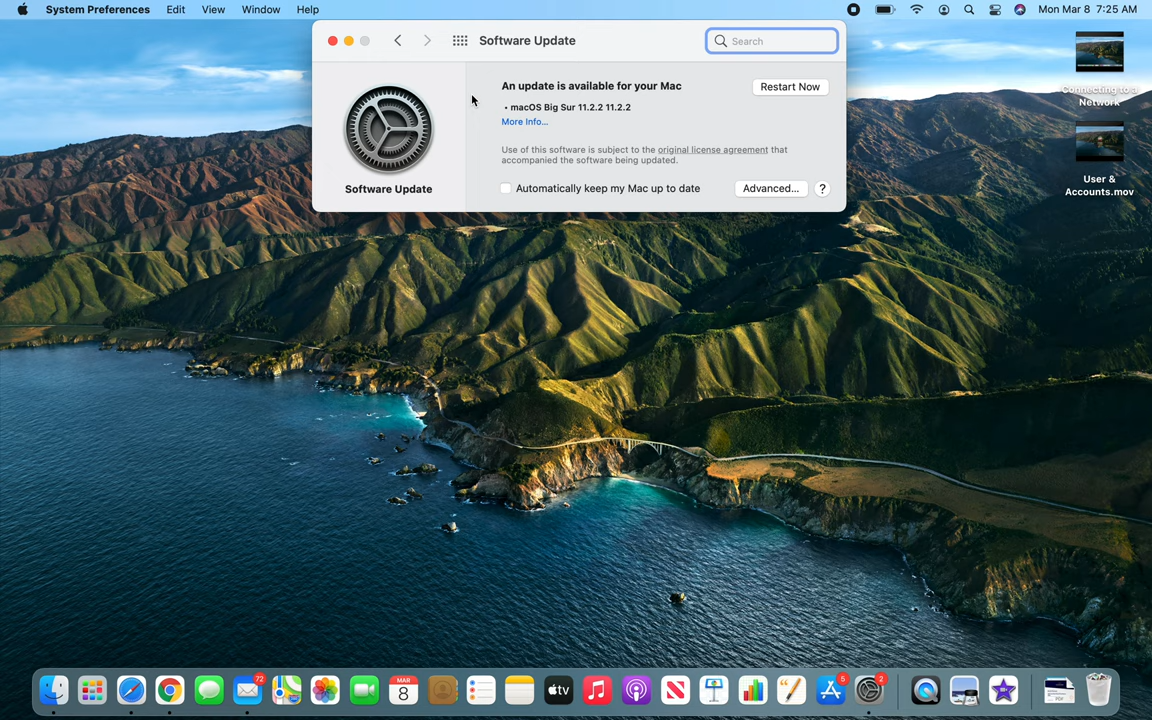 System Preferences Edit View Window Help Mon Mar 8 7:25 AM
Software Update
Search
An update is available for your Mac
Restart Now
• macOS Big Sur 11.2.2 11.2.2
More Info...
Use of this software is subject to the original license agreement that
accompanied the software being updated.
Software Update
Automatically keep my Mac up to date
Advanced...
?
Connecting to a
Network
User &
Accounts.mov
72
MAR
8
tv
5
2